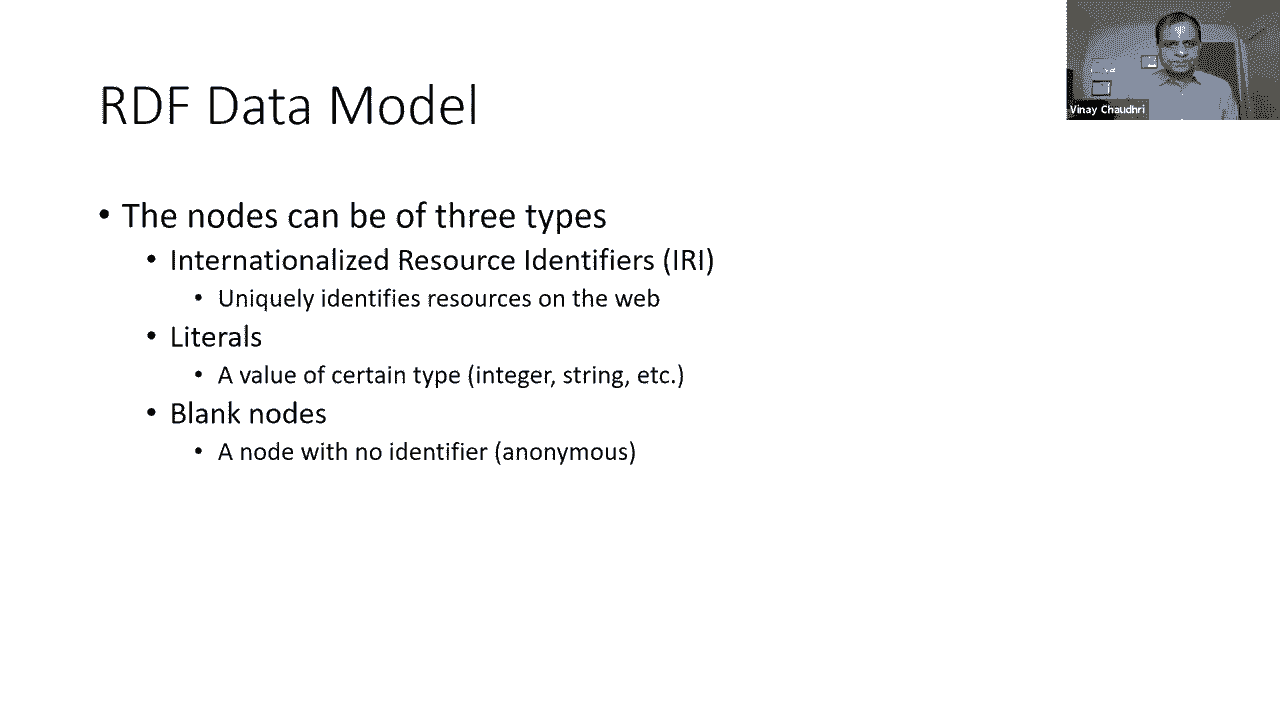 RDF Data Model
Vinay Chaudhri
• The nodes can be of three types
• Internationalized Resource Identifiers (IRI)
• Uniquely identifies resources on the web
• Literals
• A value of certain type (integer, string, etc.)
• Blank nodes
• A node with no identifier (anonymous)